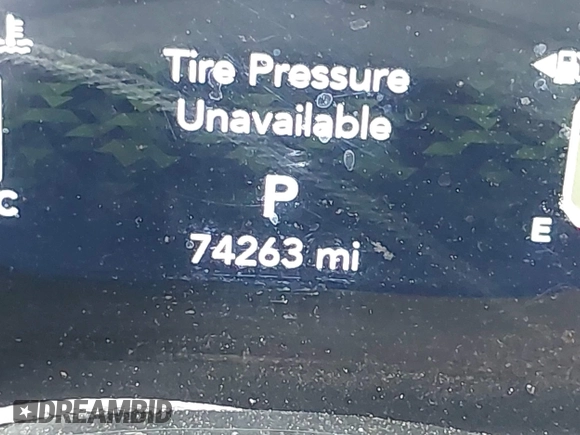 Tire Pressure
Unavailable
P
C
E
74263 mi
DREAMBID